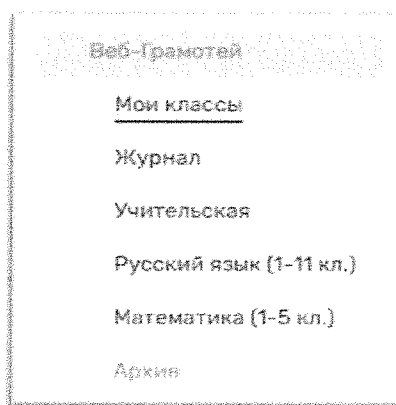 Веб-Грамотей
Мои классы
Журнал
Учительская
Русский язык (1-11 кл.)
Математика (1-5 кл.)
Архив